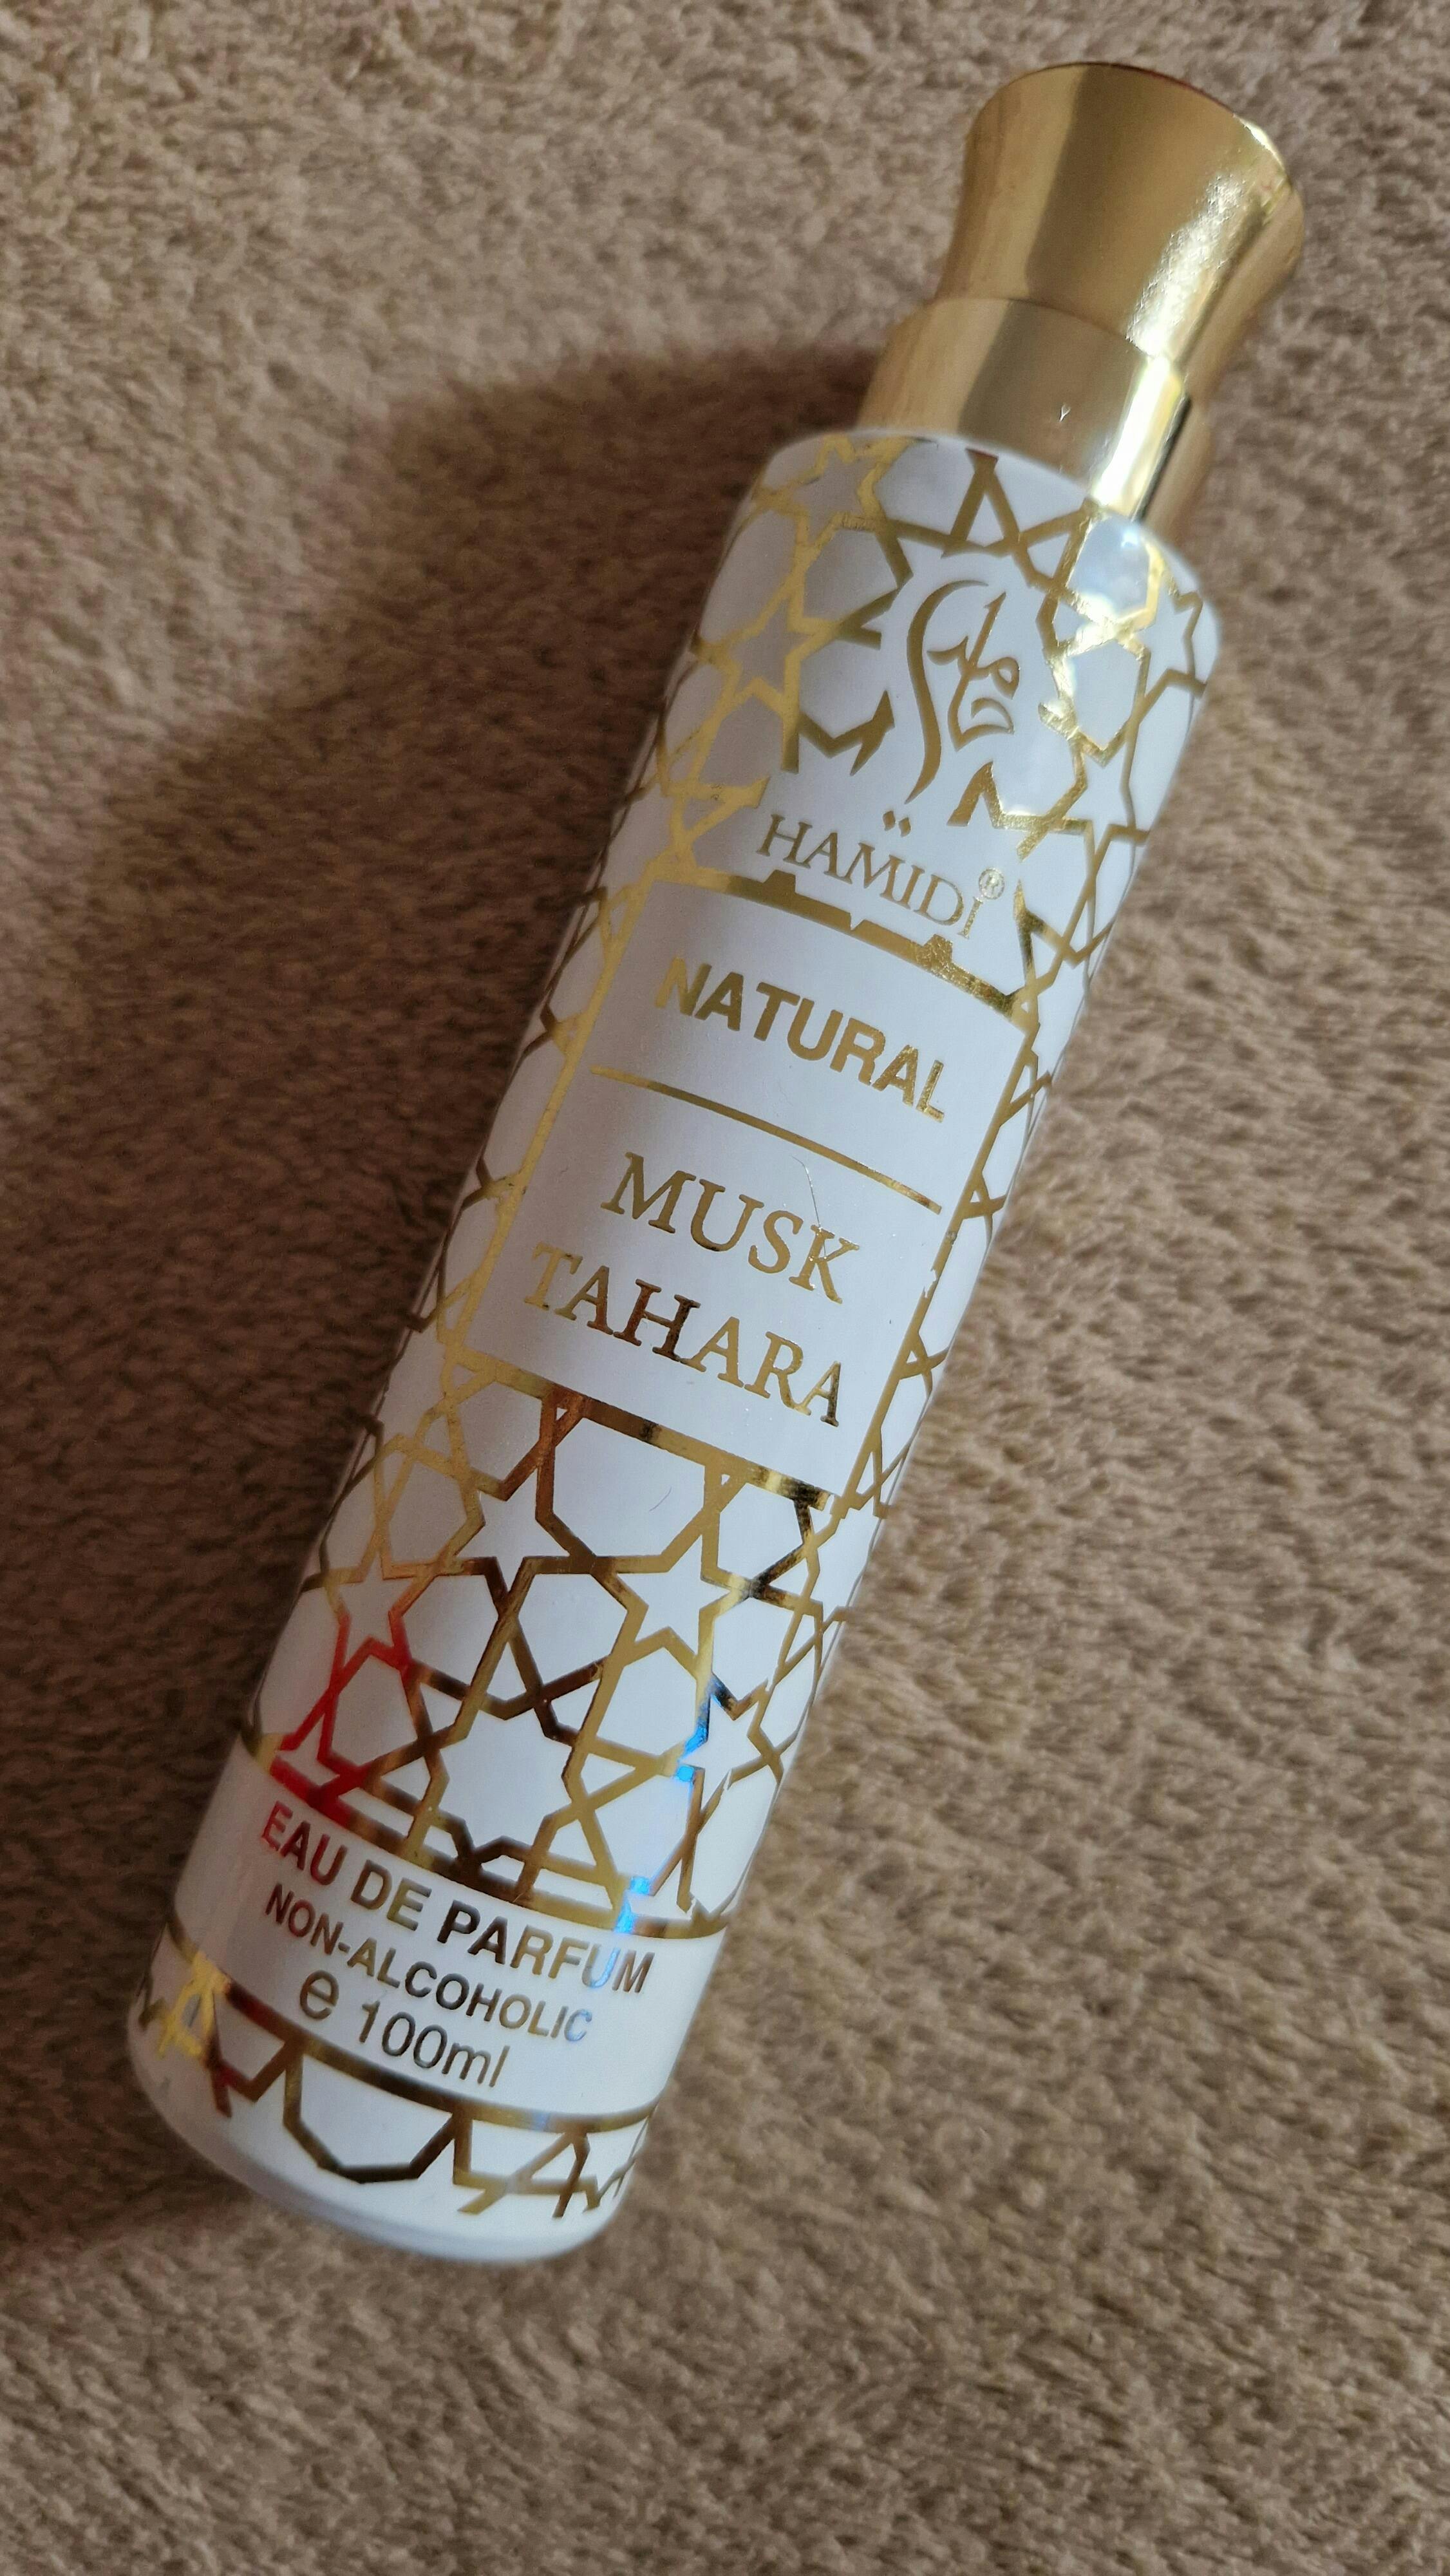 HAMIDI®
NATURAL
MUSK
TAHARA
EAU DE PARFUM
NON-ALCOHOLIC
e 100ml